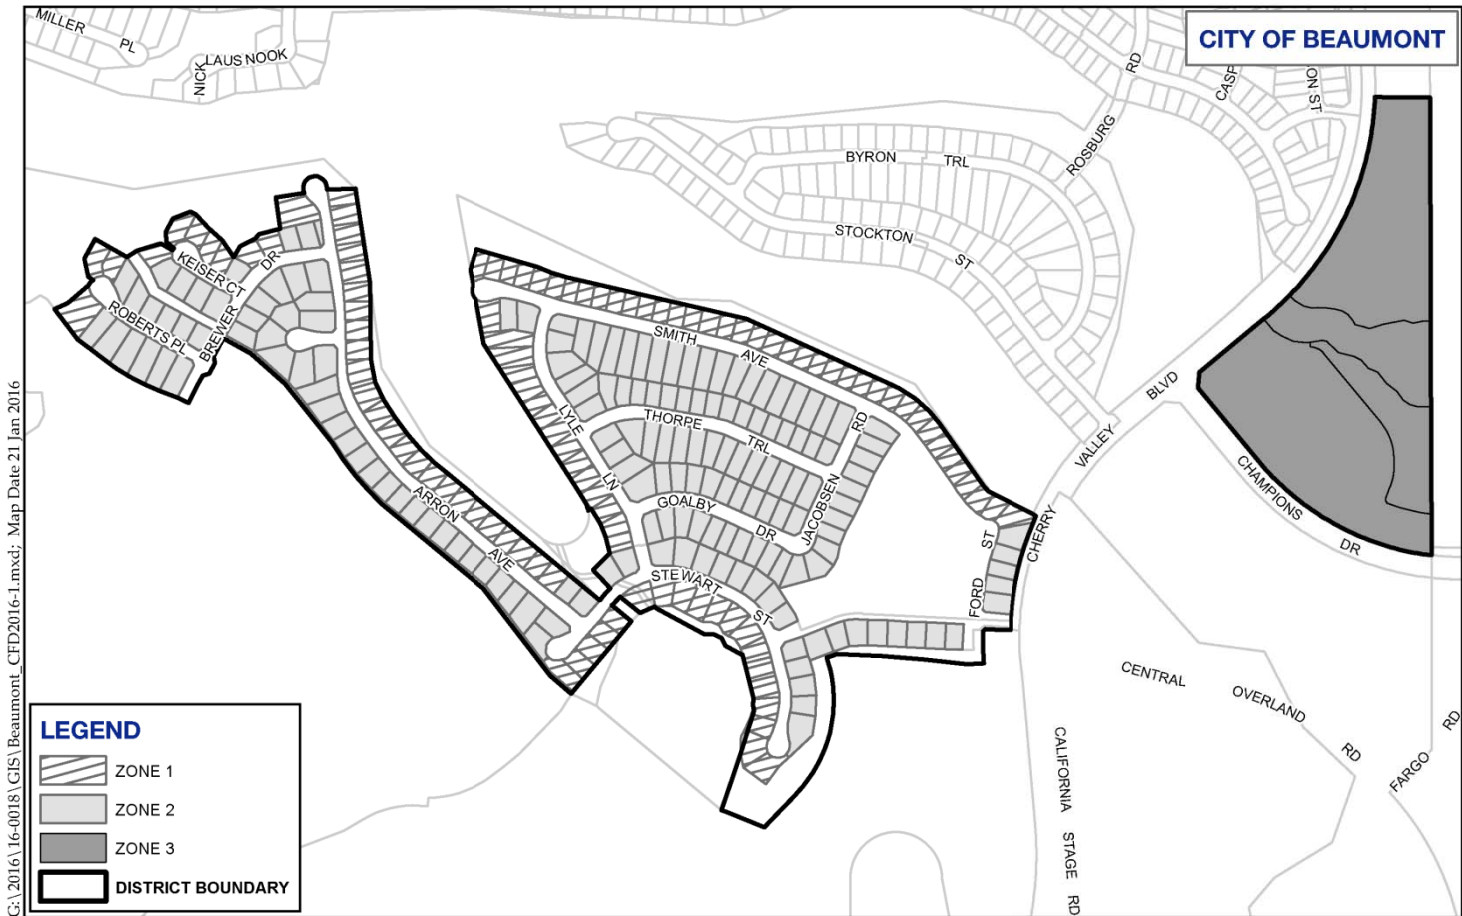 CITY OF BEAUMONT
MILLER PL
NICK
LAUS NOOK
RD
ROSBURG
CASP
ON ST
BYRON TRL
STOCKTON ST
KEISER CT
BREWER DR
ROBERTS PL
SMITH AVE
LYLE LN
THORPE TRL
JACOBSEN RD
GOALBY DR
STEWART ST
ARRON AVE
FORD ST
CHERRY VALLEY BLVD
CHAMPIONS DR
CENTRAL OVERLAND RD
FARGO RD
CALIFORNIA STAGE RD
G:\2016\16-0018\GIS\Beaumont_CFD2016-1.mxd; Map Date 21 Jan 2016
LEGEND
ZONE 1
ZONE 2
ZONE 3
DISTRICT BOUNDARY